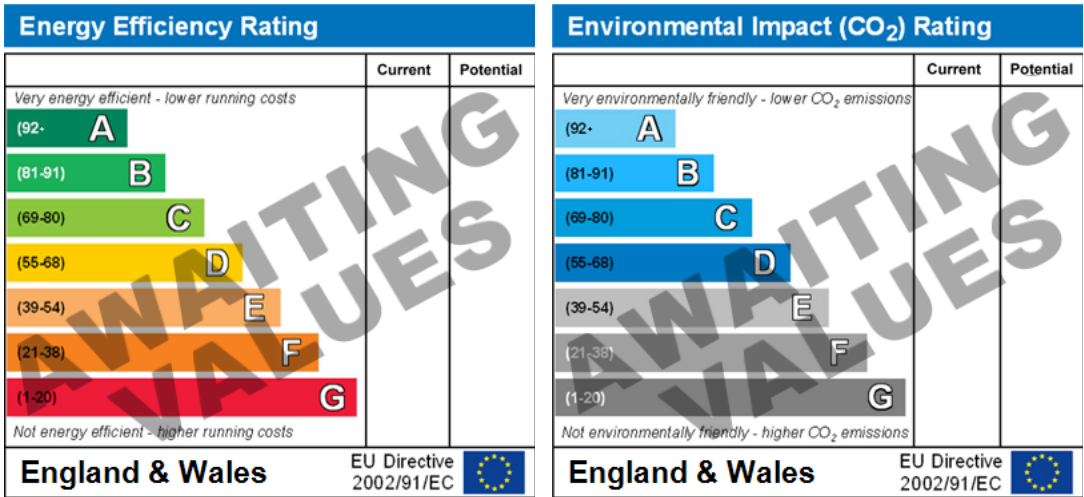 Energy Efficiency Rating
Current Potential
Very energy efficient - lower running costs
(92+ A
(81-91) B
(69-80) C
(55-68) D
(39-54) E
(21-38) F
(1-20) G
Not energy efficient - higher running costs
England & Wales
EU Directive
2002/91/EC
AWAITING
VALUES
Environmental Impact (CO₂) Rating
Current Potential
Very environmentally friendly - lower CO₂ emissions
(92+ A
(81-91) B
(69-80) C
(55-68) D
(39-54) E
(21-38) F
(1-20) G
Not environmentally friendly - higher CO₂ emissions
England & Wales
EU Directive
2002/91/EC
AWAITING
VALUES